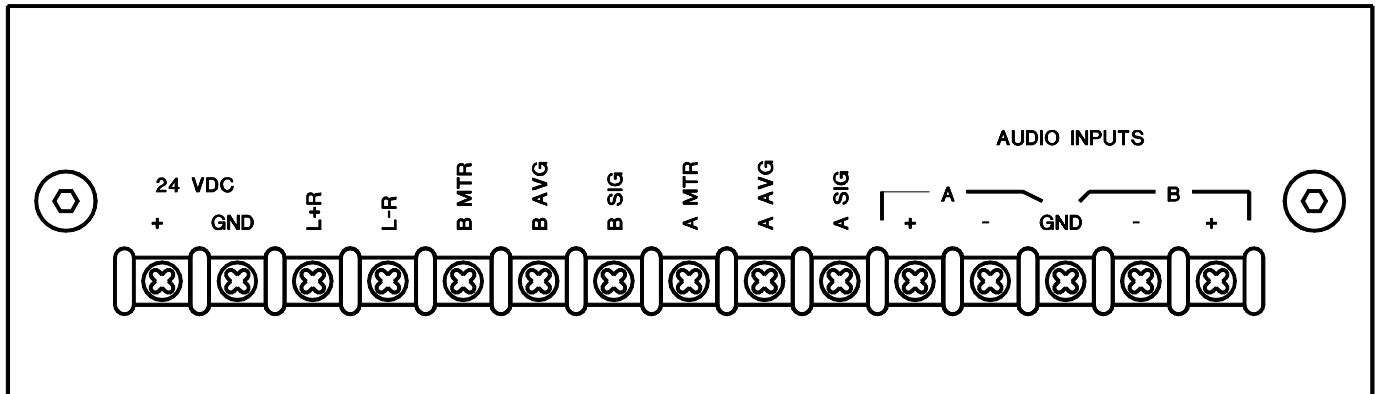 AUDIO INPUTS
24 VDC
A
B
+
GND
L+R
L-R
B MTR
B AVG
B SIG
A MTR
A AVG
A SIG
+
-
GND
-
+